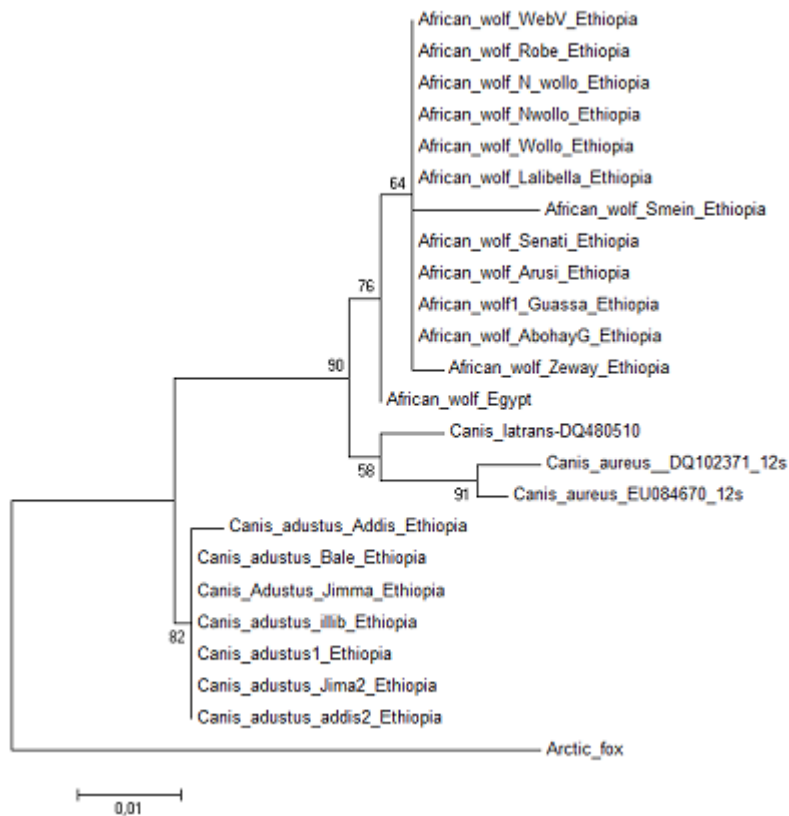 African_wolf_WebV_Ethiopia
African_wolf_Robe_Ethiopia
African_wolf_N_wollo_Ethiopia
African_wolf_Nwollo_Ethiopia
African_wolf_Wollo_Ethiopia
African_wolf_Lalibella_Ethiopia
64
African_wolf_Smein_Ethiopia
African_wolf_Senati_Ethiopia
African_wolf_Arusi_Ethiopia
76
African_wolf1_Guassa_Ethiopia
African_wolf_AbohayG_Ethiopia
90
African_wolf_Zeway_Ethiopia
African_wolf_Egypt
Canis_latrans-DQ480510
58
Canis_aureus__DQ102371_12s
91
Canis_aureus_EU084670_12s
Canis_adustus_Addis_Ethiopia
Canis_adustus_Bale_Ethiopia
Canis_Adustus_Jimma_Ethiopia
Canis_adustus_illib_Ethiopia
82
Canis_adustus1_Ethiopia
Canis_adustus_Jima2_Ethiopia
Canis_adustus_addis2_Ethiopia
Arctic_fox
0,01